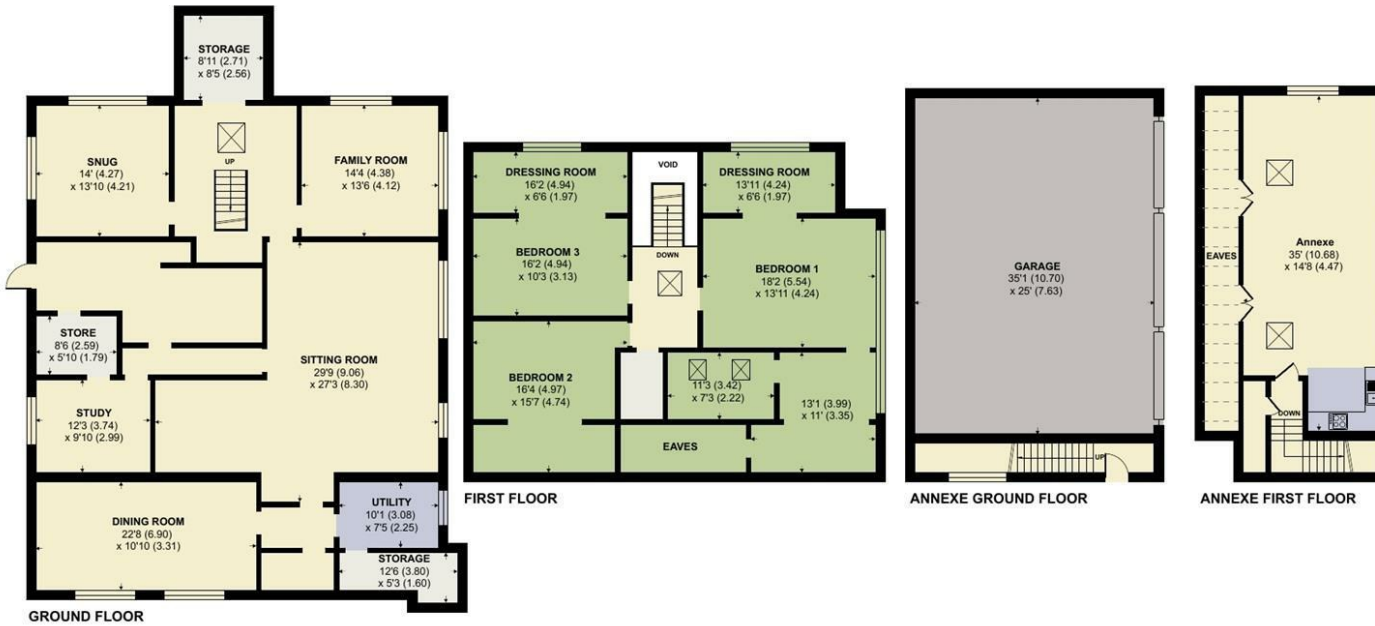 STORAGE
8'11 (2.71)
x 8'5 (2.56)
SNUG
14' (4.27)
x 13'10 (4.21)
UP
FAMILY ROOM
14'4 (4.38)
x 13'6 (4.12)
STORE
8'6 (2.59)
x 5'10 (1.79)
SITTING ROOM
29'9 (9.06)
x 27'3 (8.30)
STUDY
12'3 (3.74)
x 9'10 (2.99)
DINING ROOM
22'8 (6.90)
x 10'10 (3.31)
UTILITY
10'1 (3.08)
x 7'5 (2.25)
STORAGE
12'6 (3.80)
x 5'3 (1.60)
GROUND FLOOR
DRESSING ROOM
16'2 (4.94)
x 6'6 (1.97)
VOID
DRESSING ROOM
13'11 (4.24)
x 6'6 (1.97)
BEDROOM 3
16'2 (4.94)
x 10'3 (3.13)
DOWN
BEDROOM 1
18'2 (5.54)
x 13'11 (4.24)
BEDROOM 2
16'4 (4.97)
x 15'7 (4.74)
11'3 (3.42)
x 7'3 (2.22)
13'1 (3.99)
x 11' (3.35)
EAVES
FIRST FLOOR
GARAGE
35'1 (10.70)
x 25' (7.63)
UP
ANNEXE GROUND FLOOR
EAVES
Annexe
35' (10.68)
x 14'8 (4.47)
DOWN
ANNEXE FIRST FLOOR